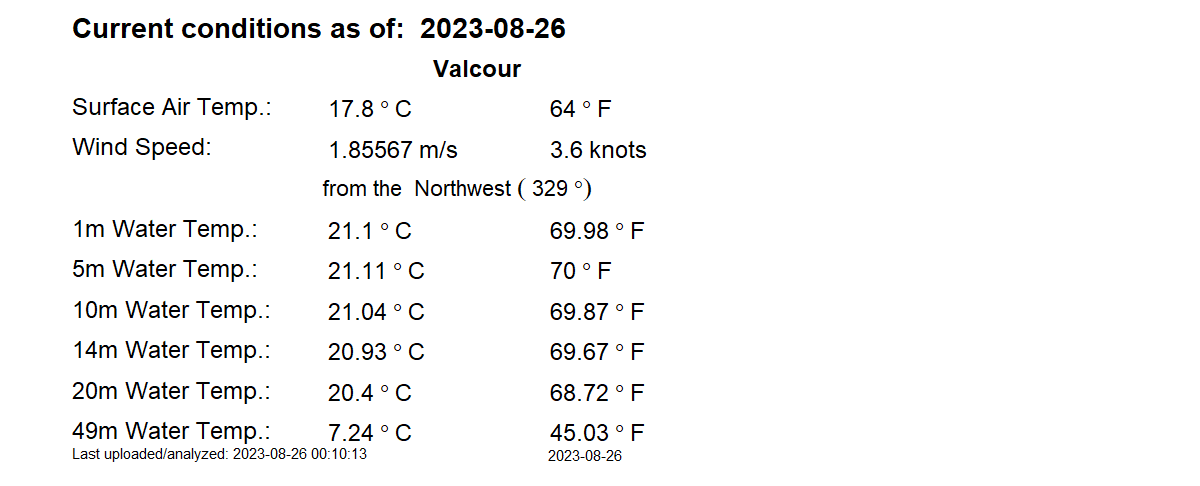 Current conditions as of: 2023-08-26
Valcour
Surface Air Temp.: 17.8 ° C 64 ° F
Wind Speed: 1.85567 m/s 3.6 knots
from the Northwest ( 329 °)
1m Water Temp.: 21.1 ° C 69.98 ° F
5m Water Temp.: 21.11 ° C 70 ° F
10m Water Temp.: 21.04 ° C 69.87 ° F
14m Water Temp.: 20.93 ° C 69.67 ° F
20m Water Temp.: 20.4 ° C 68.72 ° F
49m Water Temp.: 7.24 ° C 45.03 ° F
Last uploaded/analyzed: 2023-08-26 00:10:13 2023-08-26